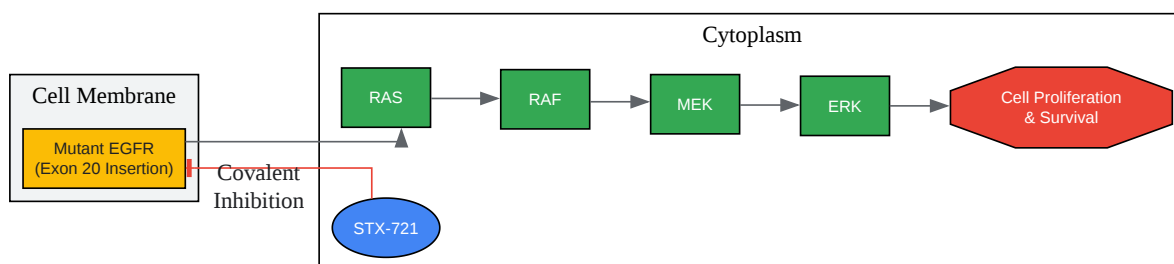 Cytoplasm
Cell Membrane
RAS
RAF
MEK
ERK
Cell Proliferation
& Survival
Mutant EGFR
(Exon 20 Insertion)
Covalent
Inhibition
STX-721